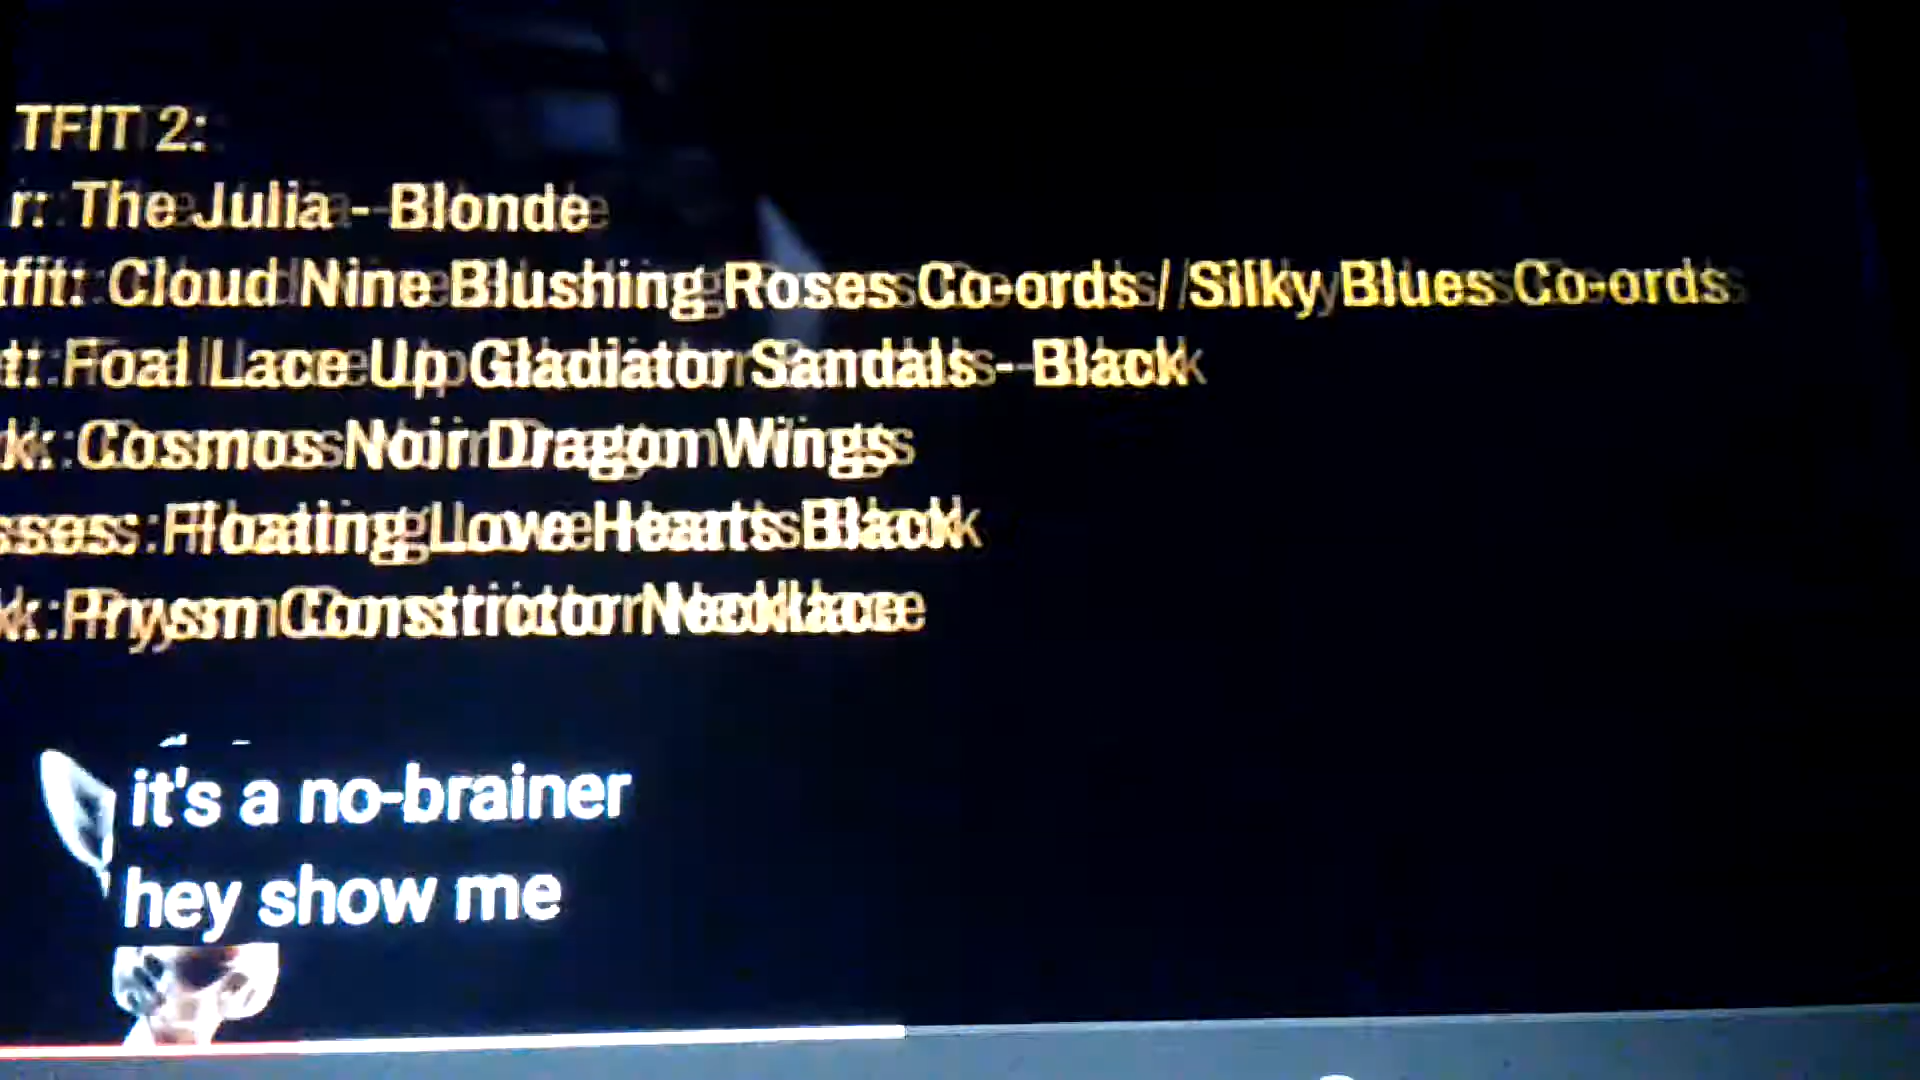 TFIT 2:
r: The Julia - Blonde
tfit: Cloud Nine Blushing Roses Co-ords / Silky Blues Co-ords
t: Foal Lace Up Gladiator Sandals - Black
k: Cosmos Noir Dragon Wings
sses: Floating Love Hearts Black
k: Pryssm Constrictor Necklace
it's a no-brainer
hey show me